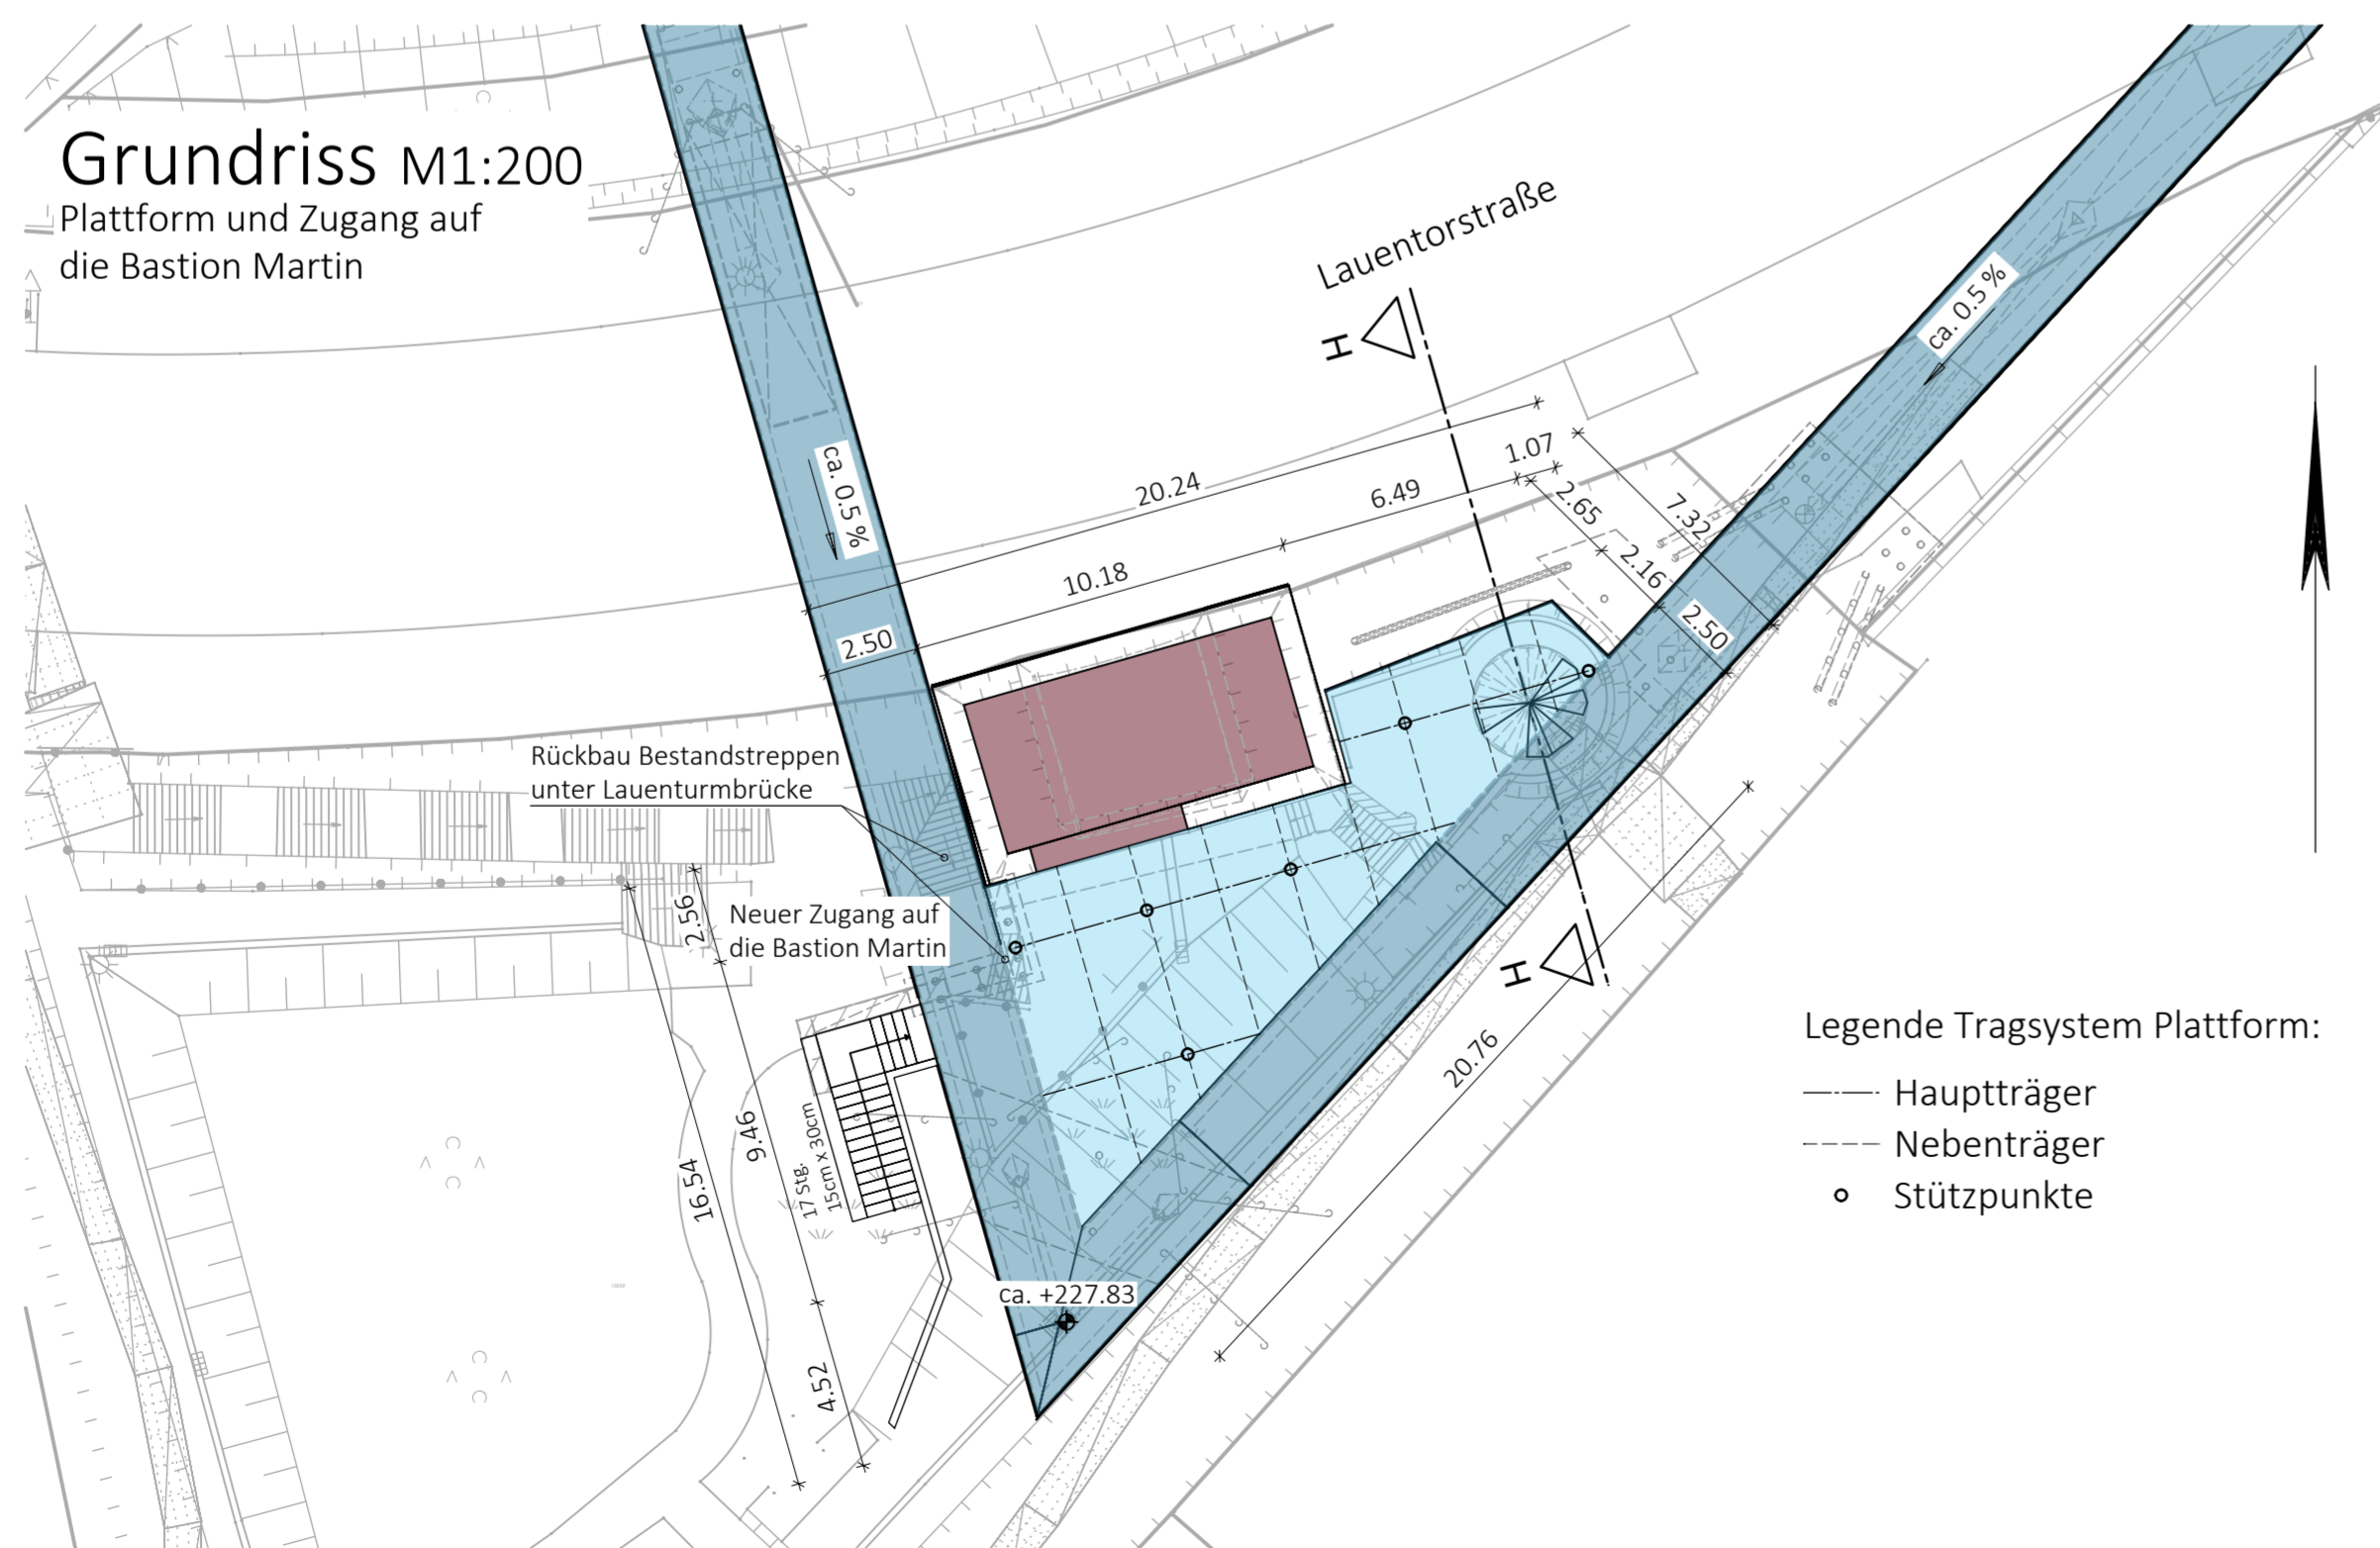 Grundriss M1:200
Plattform und Zugang auf
die Bastion Martin
Lauentorstraße
H
ca. 0.5 %
ca. 0.5 %
20.24
1.07
6.49
10.18
2.65
7.32
2.16
2.50
2.50
Rückbau Bestandstreppen
unter Lauenturmbrücke
Neuer Zugang auf
die Bastion Martin
2.56
H
9.46
16.54
17 Stg.
15cm x 30cm
20.76
4.52
ca. +227.83
Legende Tragsystem Plattform:
Hauptträger
Nebenträger
Stützpunkte